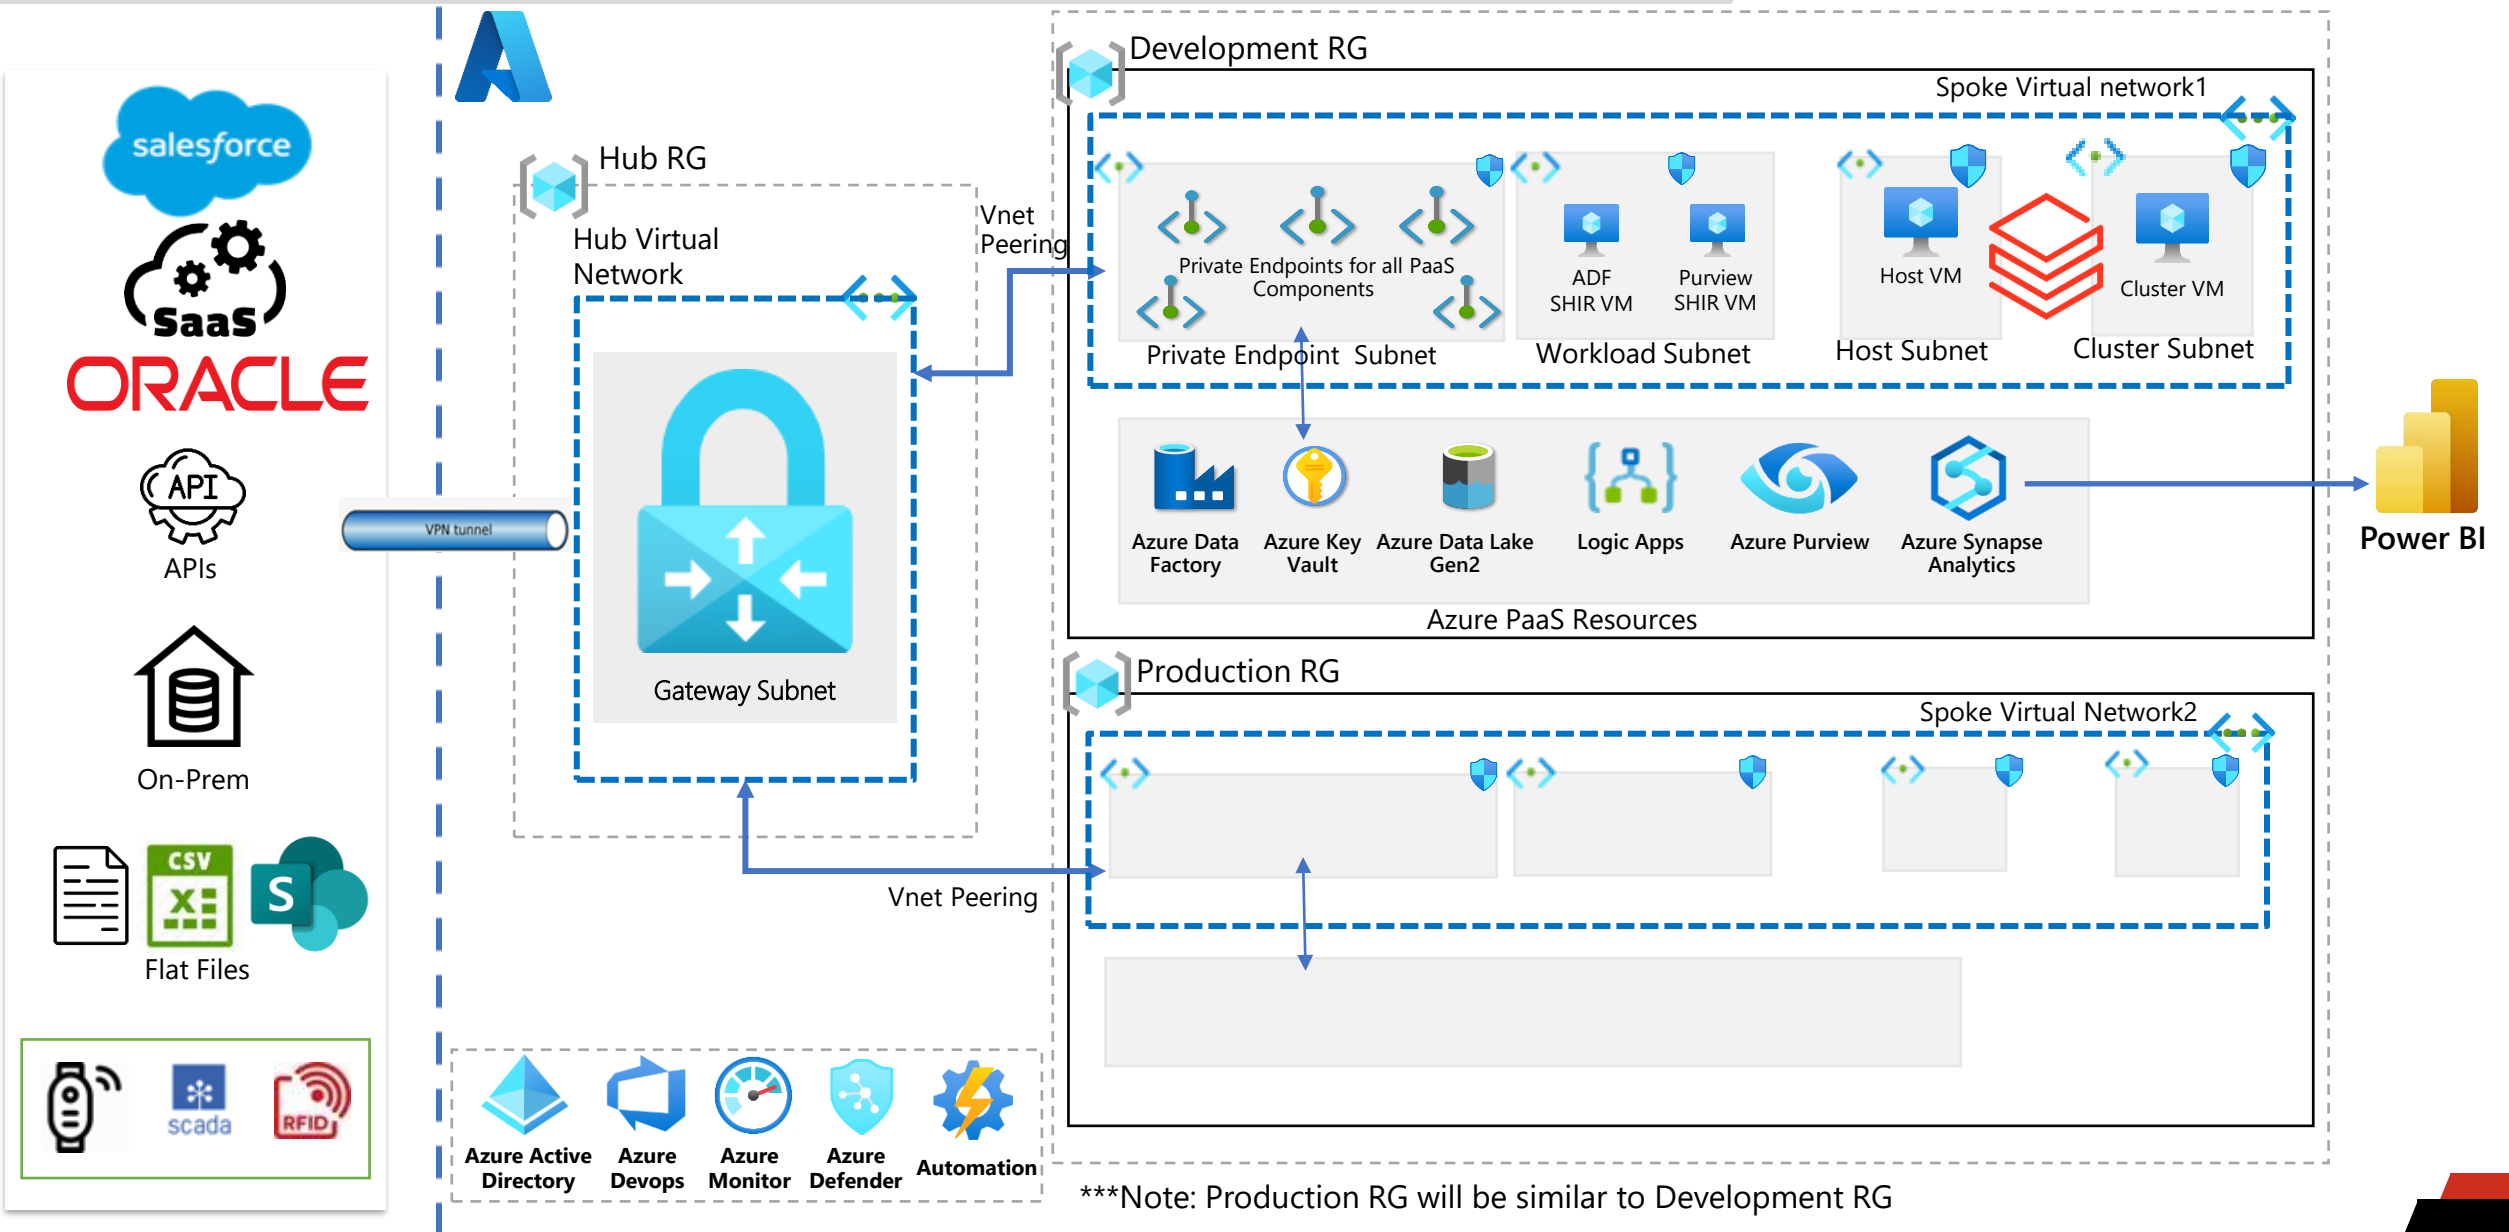 salesforce
SaaS
ORACLE
API
APIs
On-Prem
CSV
X
S
Flat Files
scada
RFID
VPN tunnel
Hub RG
Hub Virtual
Network
Gateway Subnet
Vnet
Peering
Vnet Peering
Azure Active
Directory
Azure
Devops
Azure
Monitor
Azure
Defender
Automation
Development RG
Spoke Virtual network1
Private Endpoints for all PaaS
Components
Private Endpoint Subnet
ADF
SHIR VM
Purview
SHIR VM
Workload Subnet
Host VM
Host Subnet
Cluster VM
Cluster Subnet
Azure Data
Factory
Azure Key
Vault
Azure Data Lake
Gen2
Logic Apps
Azure Purview
Azure Synapse
Analytics
Azure PaaS Resources
Power BI
Production RG
Spoke Virtual Network2
***Note: Production RG will be similar to Development RG